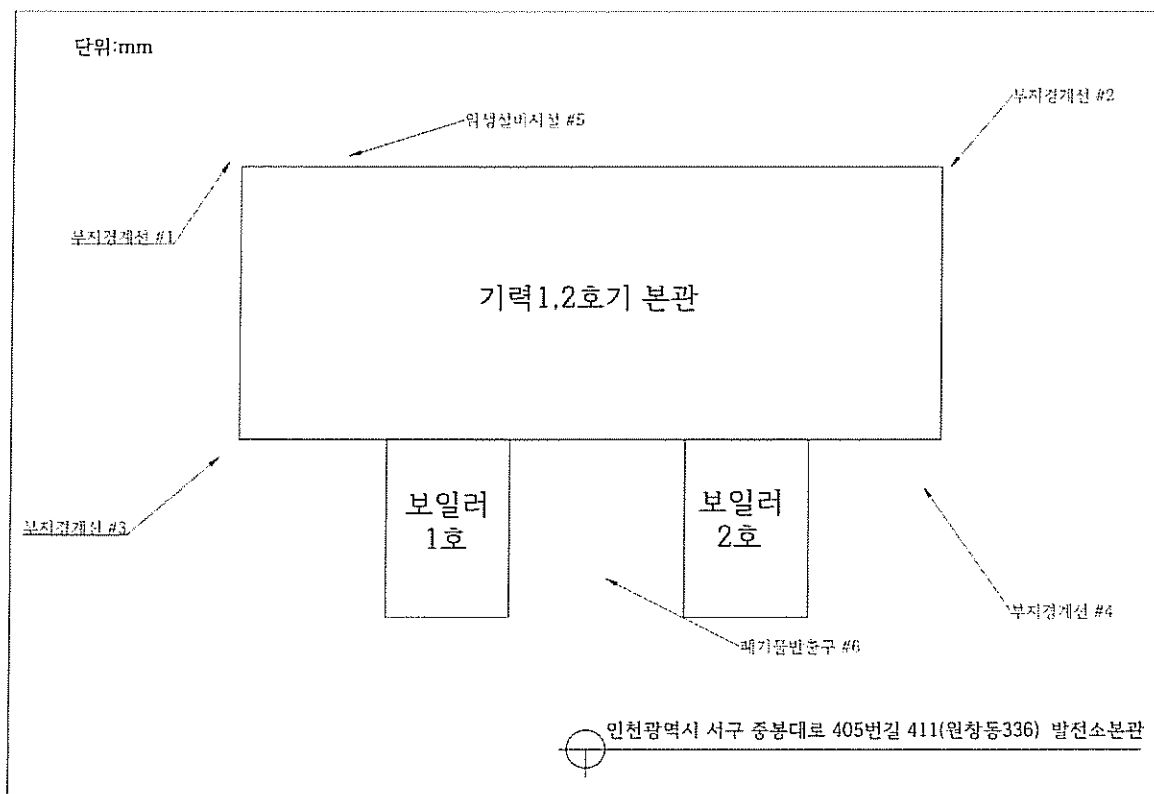 단위:mm
부지경계선 #2
위생설비시설 #5
부지경계선 #1
기력1,2호기 본관
보일러
1호
보일러
2호
부지경계선 #3
부지경계선 #4
폐기물반출구 #6
인천광역시 서구 중봉대로 405번길 411(원창동336) 발전소본관